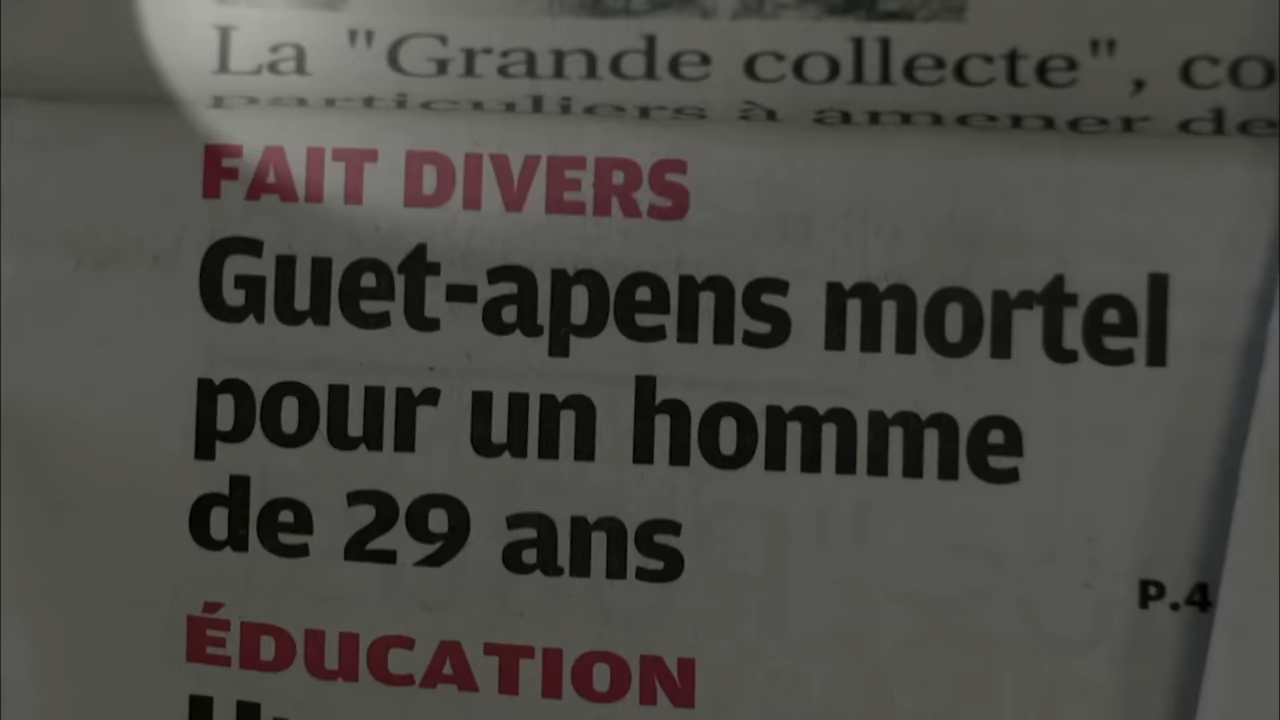 La "Grande collecte", co
particuliers à amener de
FAIT DIVERS
Guet-apens mortel
pour un homme
de 29 ans
P.4
ÉDUCATION